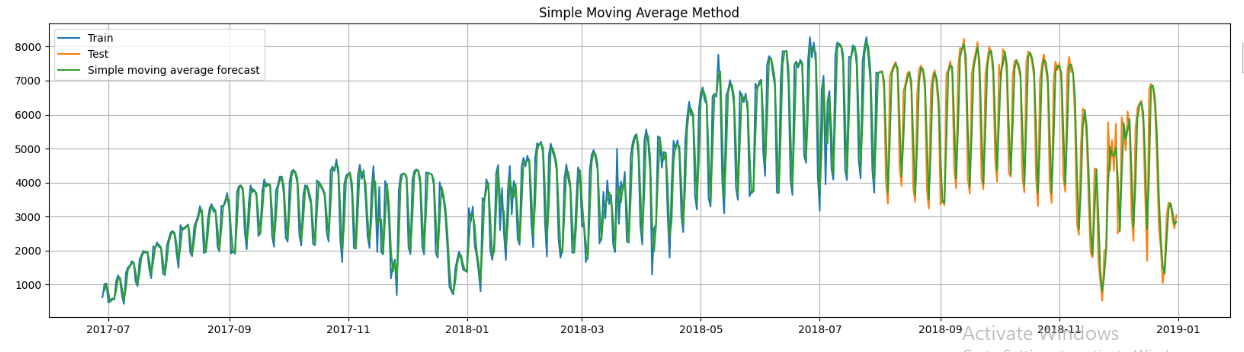 Simple Moving Average Method
Train
Test
Simple moving average forecast
8000
7000
6000
5000
4000
3000
2000
1000
2017-07 2017-09 2017-11 2018-01 2018-03 2018-05 2018-07 2018-09 2018-11 2019-01
Activate Windows